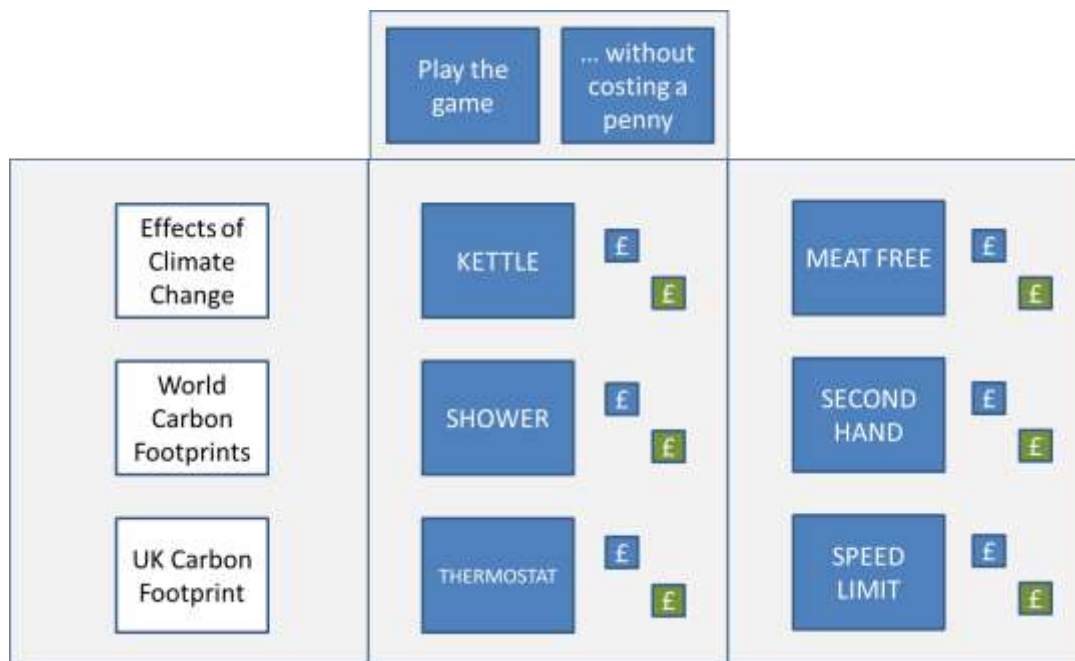 Play the
game
... without
costing a
penny
Effects of
Climate
Change
World
Carbon
Footprints
UK Carbon
Footprint
KETTLE
£
£
SHOWER
£
£
THERMOSTAT
£
£
MEAT FREE
£
£
SECOND
HAND
£
£
SPEED
LIMIT
£
£